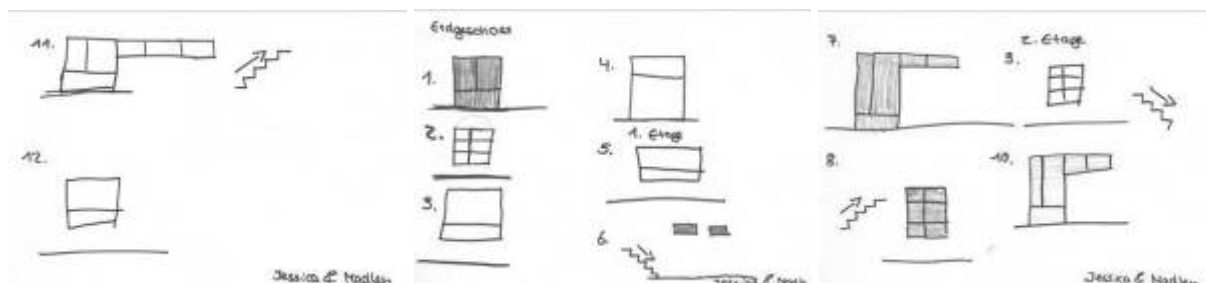 11.
12.
Jessica & Madlen
Erdgeschoss
1.
2.
3.
4.
1. Etage
5.
6.
7.
2. Etage
9.
8.
10.
Jessica & Madlen